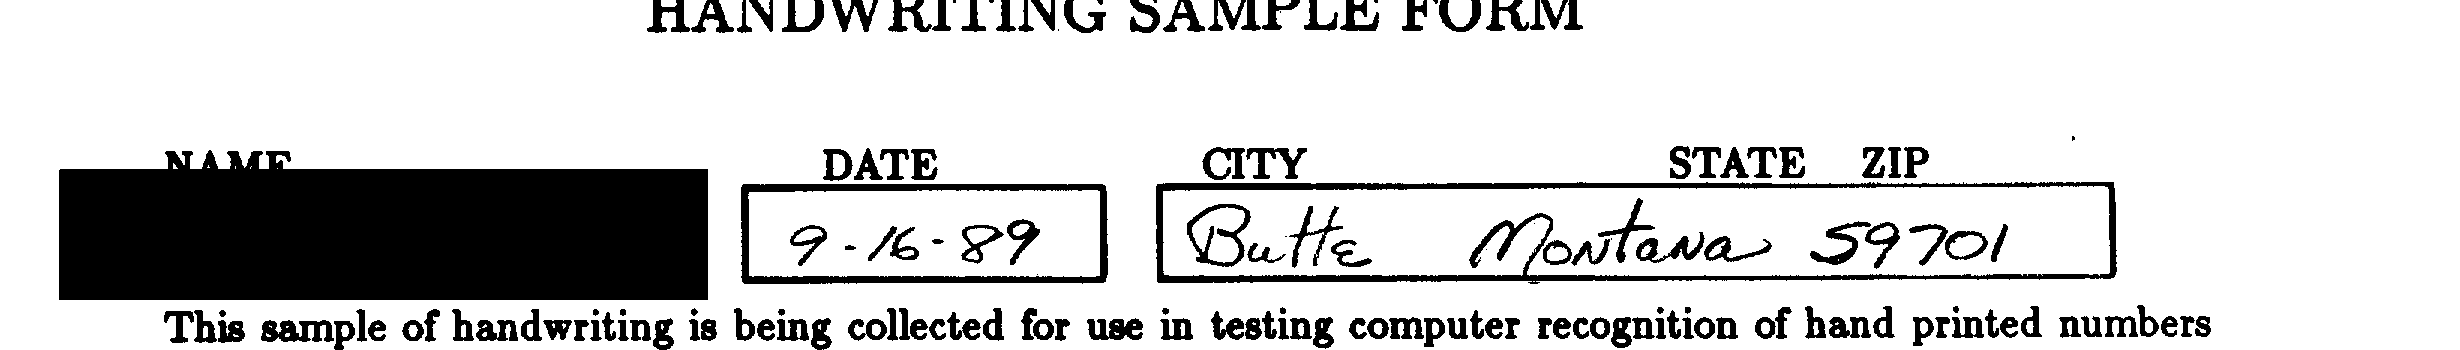 HANDWRITING SAMPLE FORM
NAME DATE CITY STATE ZIP
9-16-89 Butte Montana 59701
This sample of handwriting is being collected for use in testing computer recognition of hand printed numbers